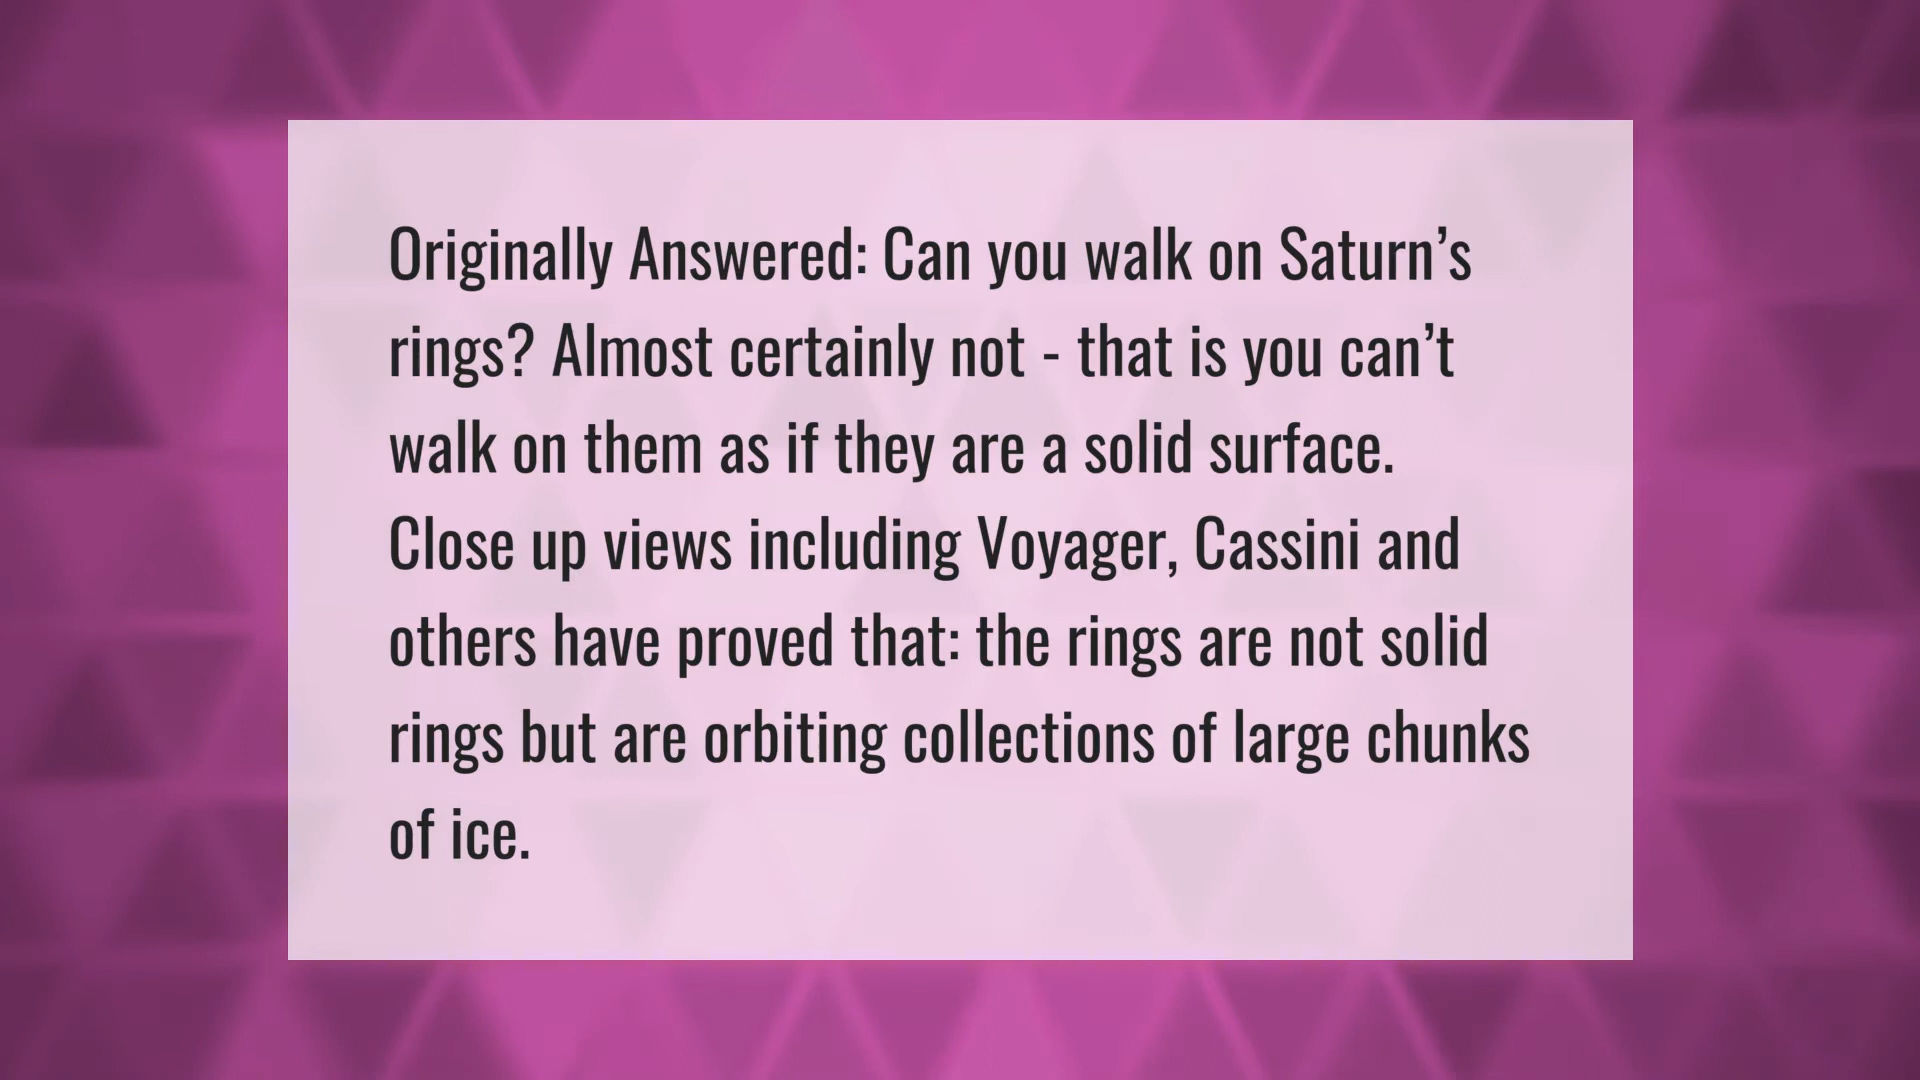 Originally Answered: Can you walk on Saturn’s
rings? Almost certainly not - that is you can’t
walk on them as if they are a solid surface.
Close up views including Voyager, Cassini and
others have proved that: the rings are not solid
rings but are orbiting collections of large chunks
of ice.